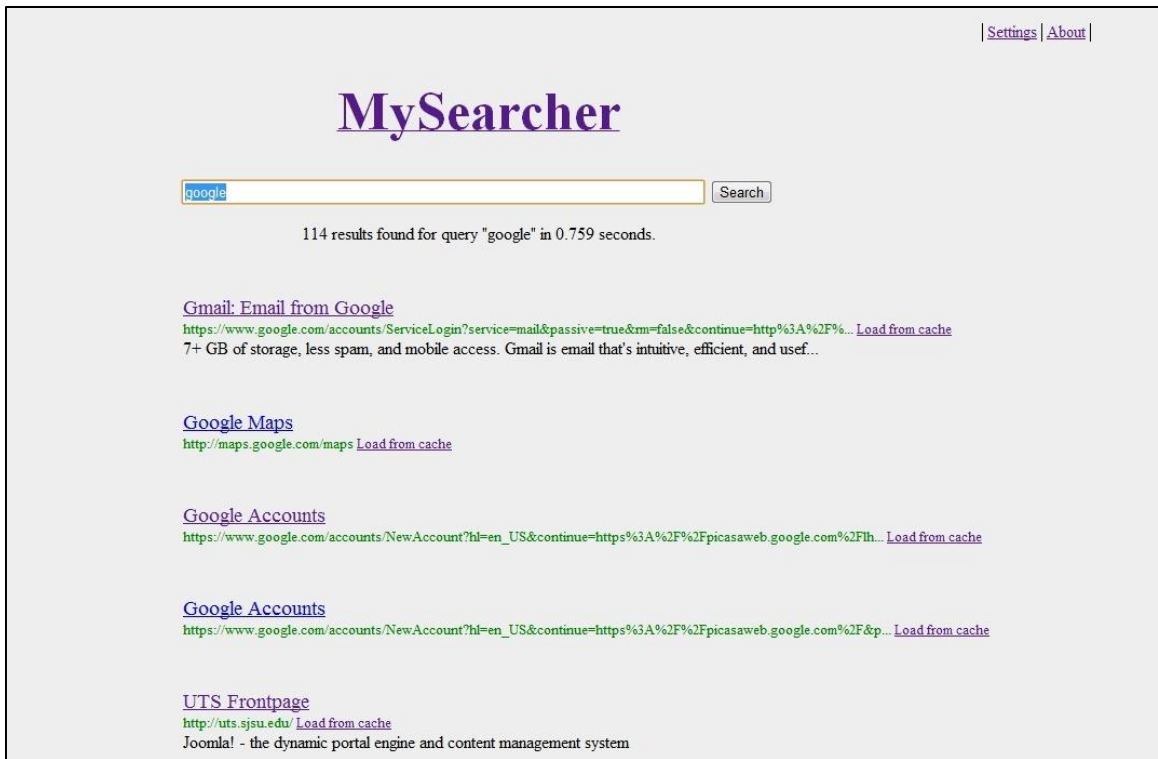 |Settings|About|
MySearcher
google Search
114 results found for query "google" in 0.759 seconds.
Gmail: Email from Google
https://www.google.com/accounts/ServiceLogin?service=mail&passive=true&rm=false&continue=http%3A%2F%... Load from cache
7+ GB of storage, less spam, and mobile access. Gmail is email that's intuitive, efficient, and usef...
Google Maps
http://maps.google.com/maps Load from cache
Google Accounts
https://www.google.com/accounts/NewAccount?hl=en_US&continue=https%3A%2F%2Fpicasaweb.google.com%2Flh... Load from cache
Google Accounts
https://www.google.com/accounts/NewAccount?hl=en_US&continue=https%3A%2F%2Fpicasaweb.google.com%2F&p... Load from cache
UTS Frontpage
http://uts.sjsu.edu/ Load from cache
Joomla! - the dynamic portal engine and content management system